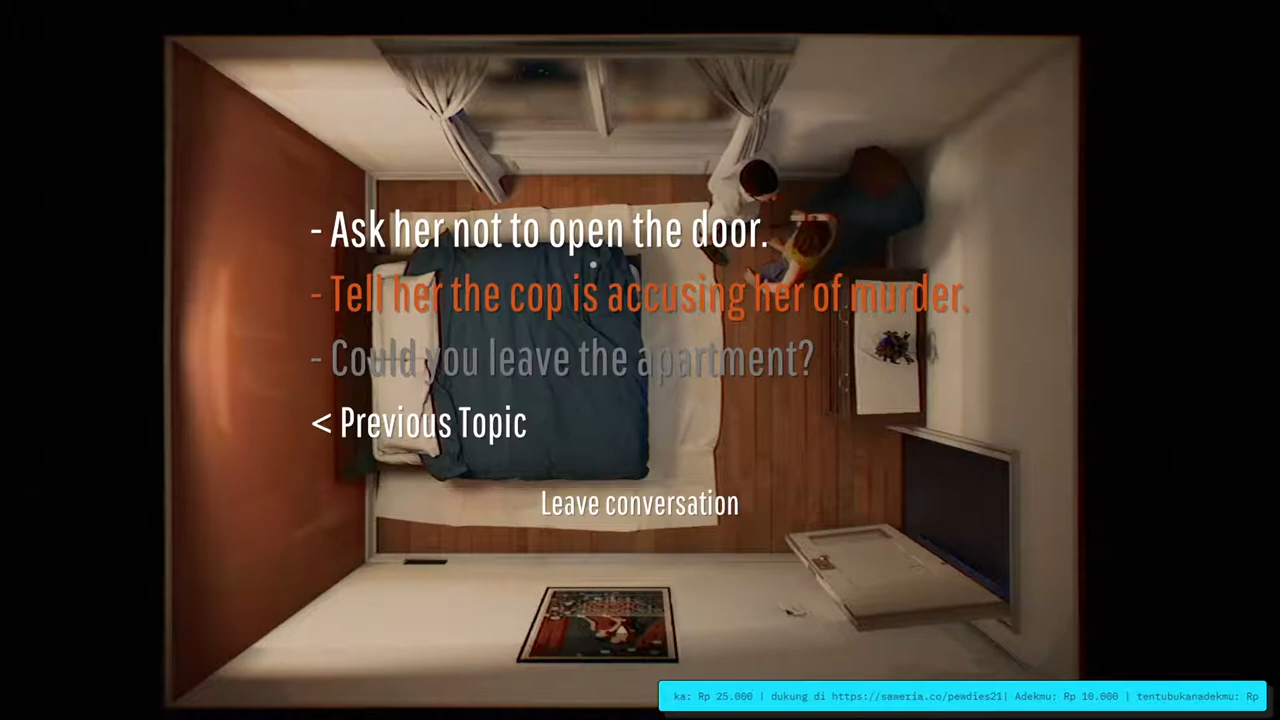 - Ask her not to open the door.
- Tell her the cop is accusing her of murder.
- Could you leave the apartment?
< Previous Topic
Leave conversation
ka: Rp 25.000 | dukung di https://saweria.co/pewdies21| Adekmu: Rp 10.000 | tentubukanadekmu: Rp